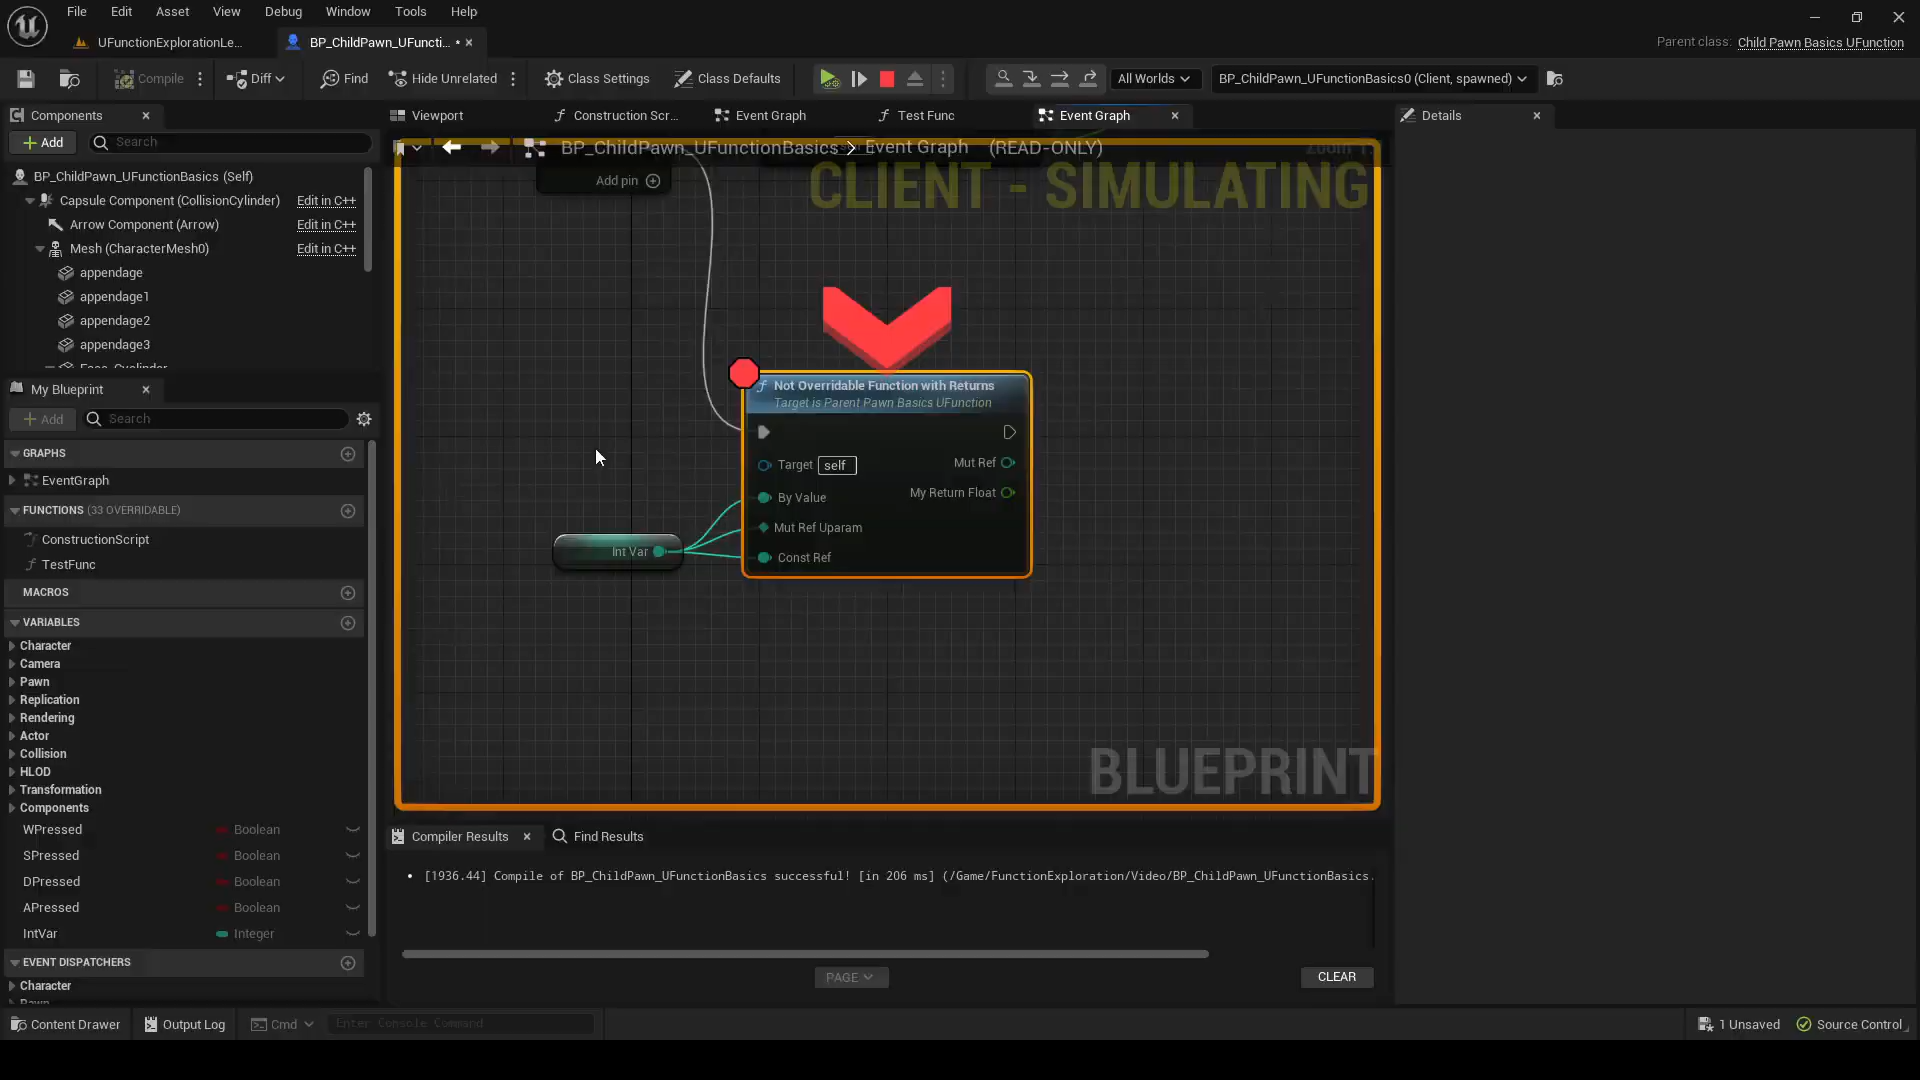 File Edit Asset View Debug Window Tools Help
UFunctionExplorationLe...
BP_ChildPawn_UFuncti... *
Parent class: Child Pawn Basics UFunction
Compile
Diff
Find
Hide Unrelated
Class Settings
Class Defaults
All Worlds
BP_ChildPawn_UFunctionBasics0 (Client, spawned)
Components
Add
Search
BP_ChildPawn_UFunctionBasics (Self)
Capsule Component (CollisionCylinder) Edit in C++
Arrow Component (Arrow) Edit in C++
Mesh (CharacterMesh0) Edit in C++
appendage
appendage1
appendage2
appendage3
My Blueprint
Add
Search
GRAPHS
EventGraph
FUNCTIONS (33 OVERRIDABLE)
ConstructionScript
TestFunc
MACROS
VARIABLES
Character
Camera
Pawn
Replication
Rendering
Actor
Collision
HLOD
Transformation
Components
WPressed Boolean
SPressed Boolean
DPressed Boolean
APressed Boolean
IntVar Integer
EVENT DISPATCHERS
Character
Viewport
Construction Scr...
Event Graph
Test Func
Event Graph
BP_ChildPawn_UFunctionBasics > Event Graph (READ-ONLY)
Add pin
CLIENT - SIMULATING
Not Overridable Function with Returns
Target is Parent Pawn Basics UFunction
Target self
Mut Ref
By Value
My Return Float
Mut Ref Uparam
Int Var
Const Ref
BLUEPRINT
Compiler Results
Find Results
• [1936.44] Compile of BP_ChildPawn_UFunctionBasics successful! [in 206 ms] (/Game/FunctionExploration/Video/BP_ChildPawn_UFunctionBasics.
PAGE
CLEAR
Details
Content Drawer
Output Log
Cmd
Enter Console Command
1 Unsaved
Source Control